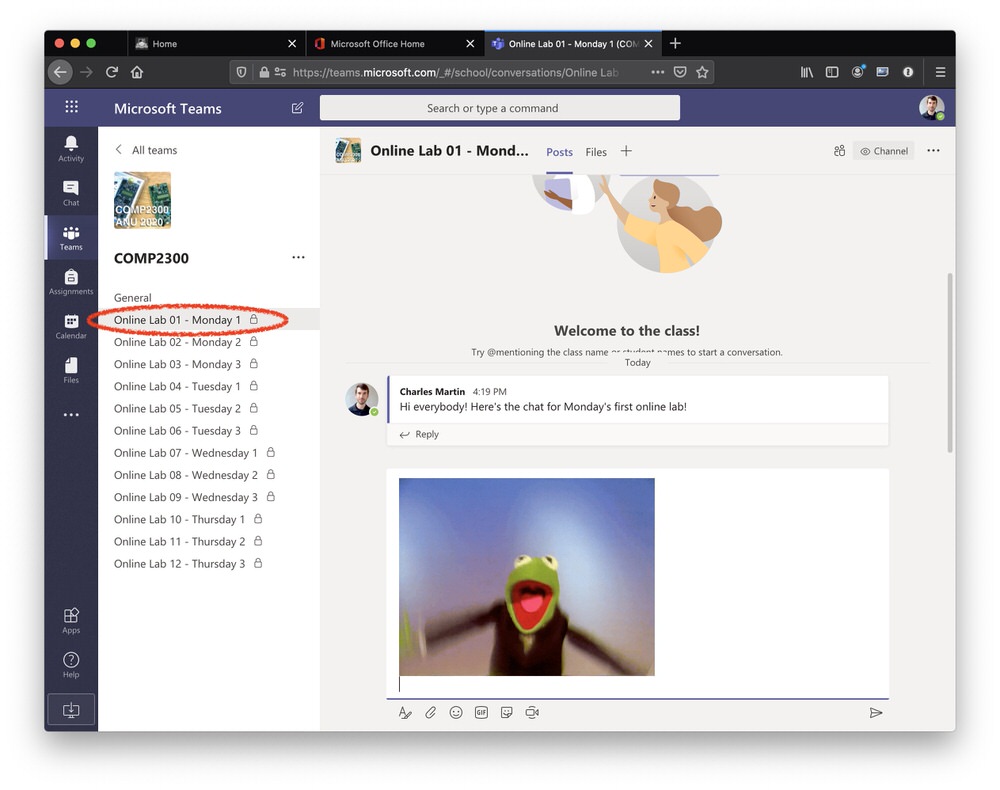 Home
Microsoft Office Home
Online Lab 01 - Monday 1 (COM
https://teams.microsoft.com/_#/school/conversations/Online Lab
Microsoft Teams
Search or type a command
Activity
Chat
Teams
Assignments
Calendar
Files
Apps
Help
All teams
COMP2300
ANU 2020
COMP2300
General
Online Lab 01 - Monday 1
Online Lab 02 - Monday 2
Online Lab 03 - Monday 3
Online Lab 04 - Tuesday 1
Online Lab 05 - Tuesday 2
Online Lab 06 - Tuesday 3
Online Lab 07 - Wednesday 1
Online Lab 08 - Wednesday 2
Online Lab 09 - Wednesday 3
Online Lab 10 - Thursday 1
Online Lab 11 - Thursday 2
Online Lab 12 - Thursday 3
Online Lab 01 - Mond...
Posts
Files
Channel
Welcome to the class!
Try @mentioning the class name or student names to start a conversation.
Today
Charles Martin 4:19 PM
Hi everybody! Here's the chat for Monday's first online lab!
Reply
GIF